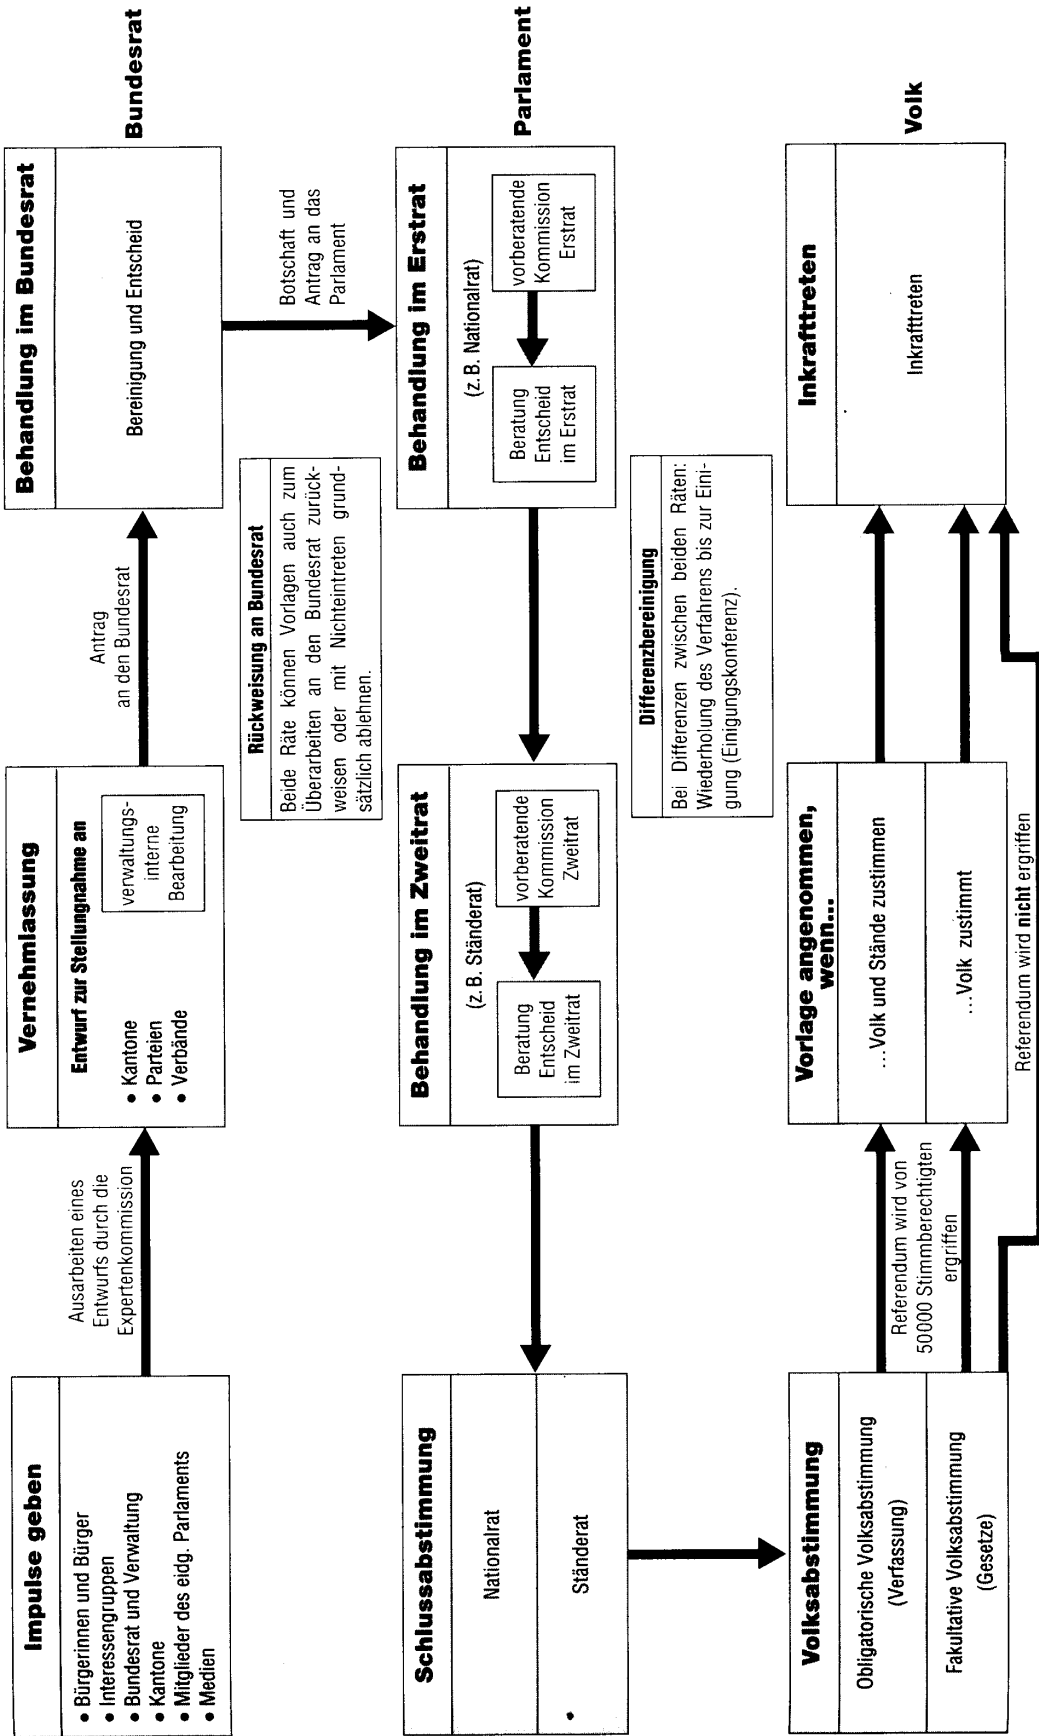 Impulse geben
• Bürgerinnen und Bürger
• Interessengruppen
• Bundesrat und Verwaltung
• Kantone
• Mitglieder des eidg. Parlaments
• Medien
Ausarbeiten eines
Entwurfs durch die
Expertenkommission
Vernehmlassung
Entwurf zur Stellungnahme an
• Kantone
• Parteien
• Verbände
verwaltungs-
interne
Bearbeitung
Antrag
an den Bundesrat
Behandlung im Bundesrat
Bereinigung und Entscheid
Bundesrat
Rückweisung an Bundesrat
Beide Räte können Vorlagen auch zum
Überarbeiten an den Bundesrat zurück-
weisen oder mit Nichteintreten grund-
sätzlich ablehnen.
Botschaft und
Antrag an das
Parlament
Schlussabstimmung
Nationalrat
Ständerat
Behandlung im Zweitrat
(z. B. Ständerat)
Beratung
Entscheid
im Zweitrat
vorberatende
Kommission
Zweitrat
Behandlung im Erstrat
(z. B. Nationalrat)
Beratung
Entscheid
im Erstrat
vorberatende
Kommission
Erstrat
Parlament
Differenzbereinigung
Bei Differenzen zwischen beiden Räten:
Wiederholung des Verfahrens bis zur Eini-
gung (Einigungskonferenz).
Volksabstimmung
Obligatorische Volksabstimmung
(Verfassung)
Fakultative Volksabstimmung
(Gesetze)
Referendum wird von
50000 Stimmberechtigten
ergriffen
Vorlage angenommen,
wenn...
...Volk und Stände zustimmen
...Volk zustimmt
Referendum wird nicht ergriffen
Inkrafttreten
Inkrafttreten
Volk